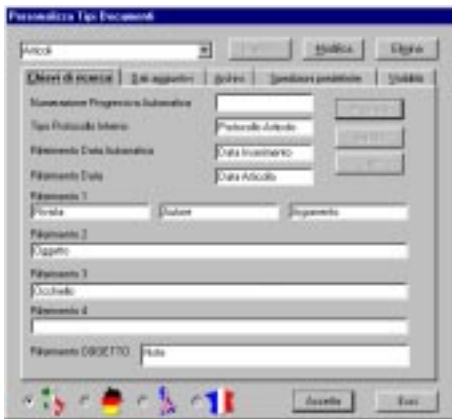 Personalizza Tipi Documenti
Articoli
Modifica
Elimina
Chiavi di ricerca
Dati aggiuntivi
Archivi
Spedizioni predefinite
Visibilità
Numerazione Progressiva Automatica
Tipo Protocollo Interno
Protocollo Articolo
Riferimento Data Automatica
Data Inserimento
Riferimento Data
Data Articolo
Riferimento 1
Rivista
Autore
Argomento
Riferimento 2
Oggetto
Riferimento 3
Occhiello
Riferimento 4
Riferimento OGGETTO
Note
Accetta
Esci